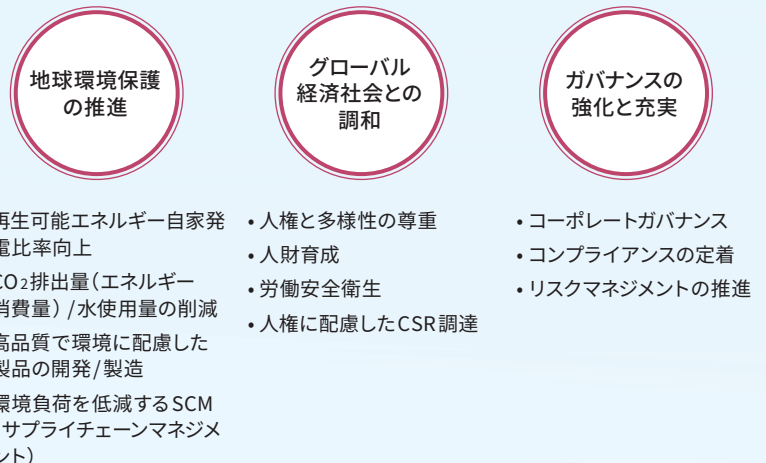 地球環境保護
の推進
再生可能エネルギー自家発
電比率向上
CO₂排出量(エネルギー
消費量) /水使用量の削減
高品質で環境に配慮した
製品の開発/製造
環境負荷を低減するSCM
サプライチェーンマネジメ
ント)
グローバル
経済社会との
調和
• 人権と多様性の尊重
• 人財育成
• 労働安全衛生
• 人権に配慮したCSR調達
ガバナンスの
強化と充実
• コーポレートガバナンス
• コンプライアンスの定着
• リスクマネジメントの推進